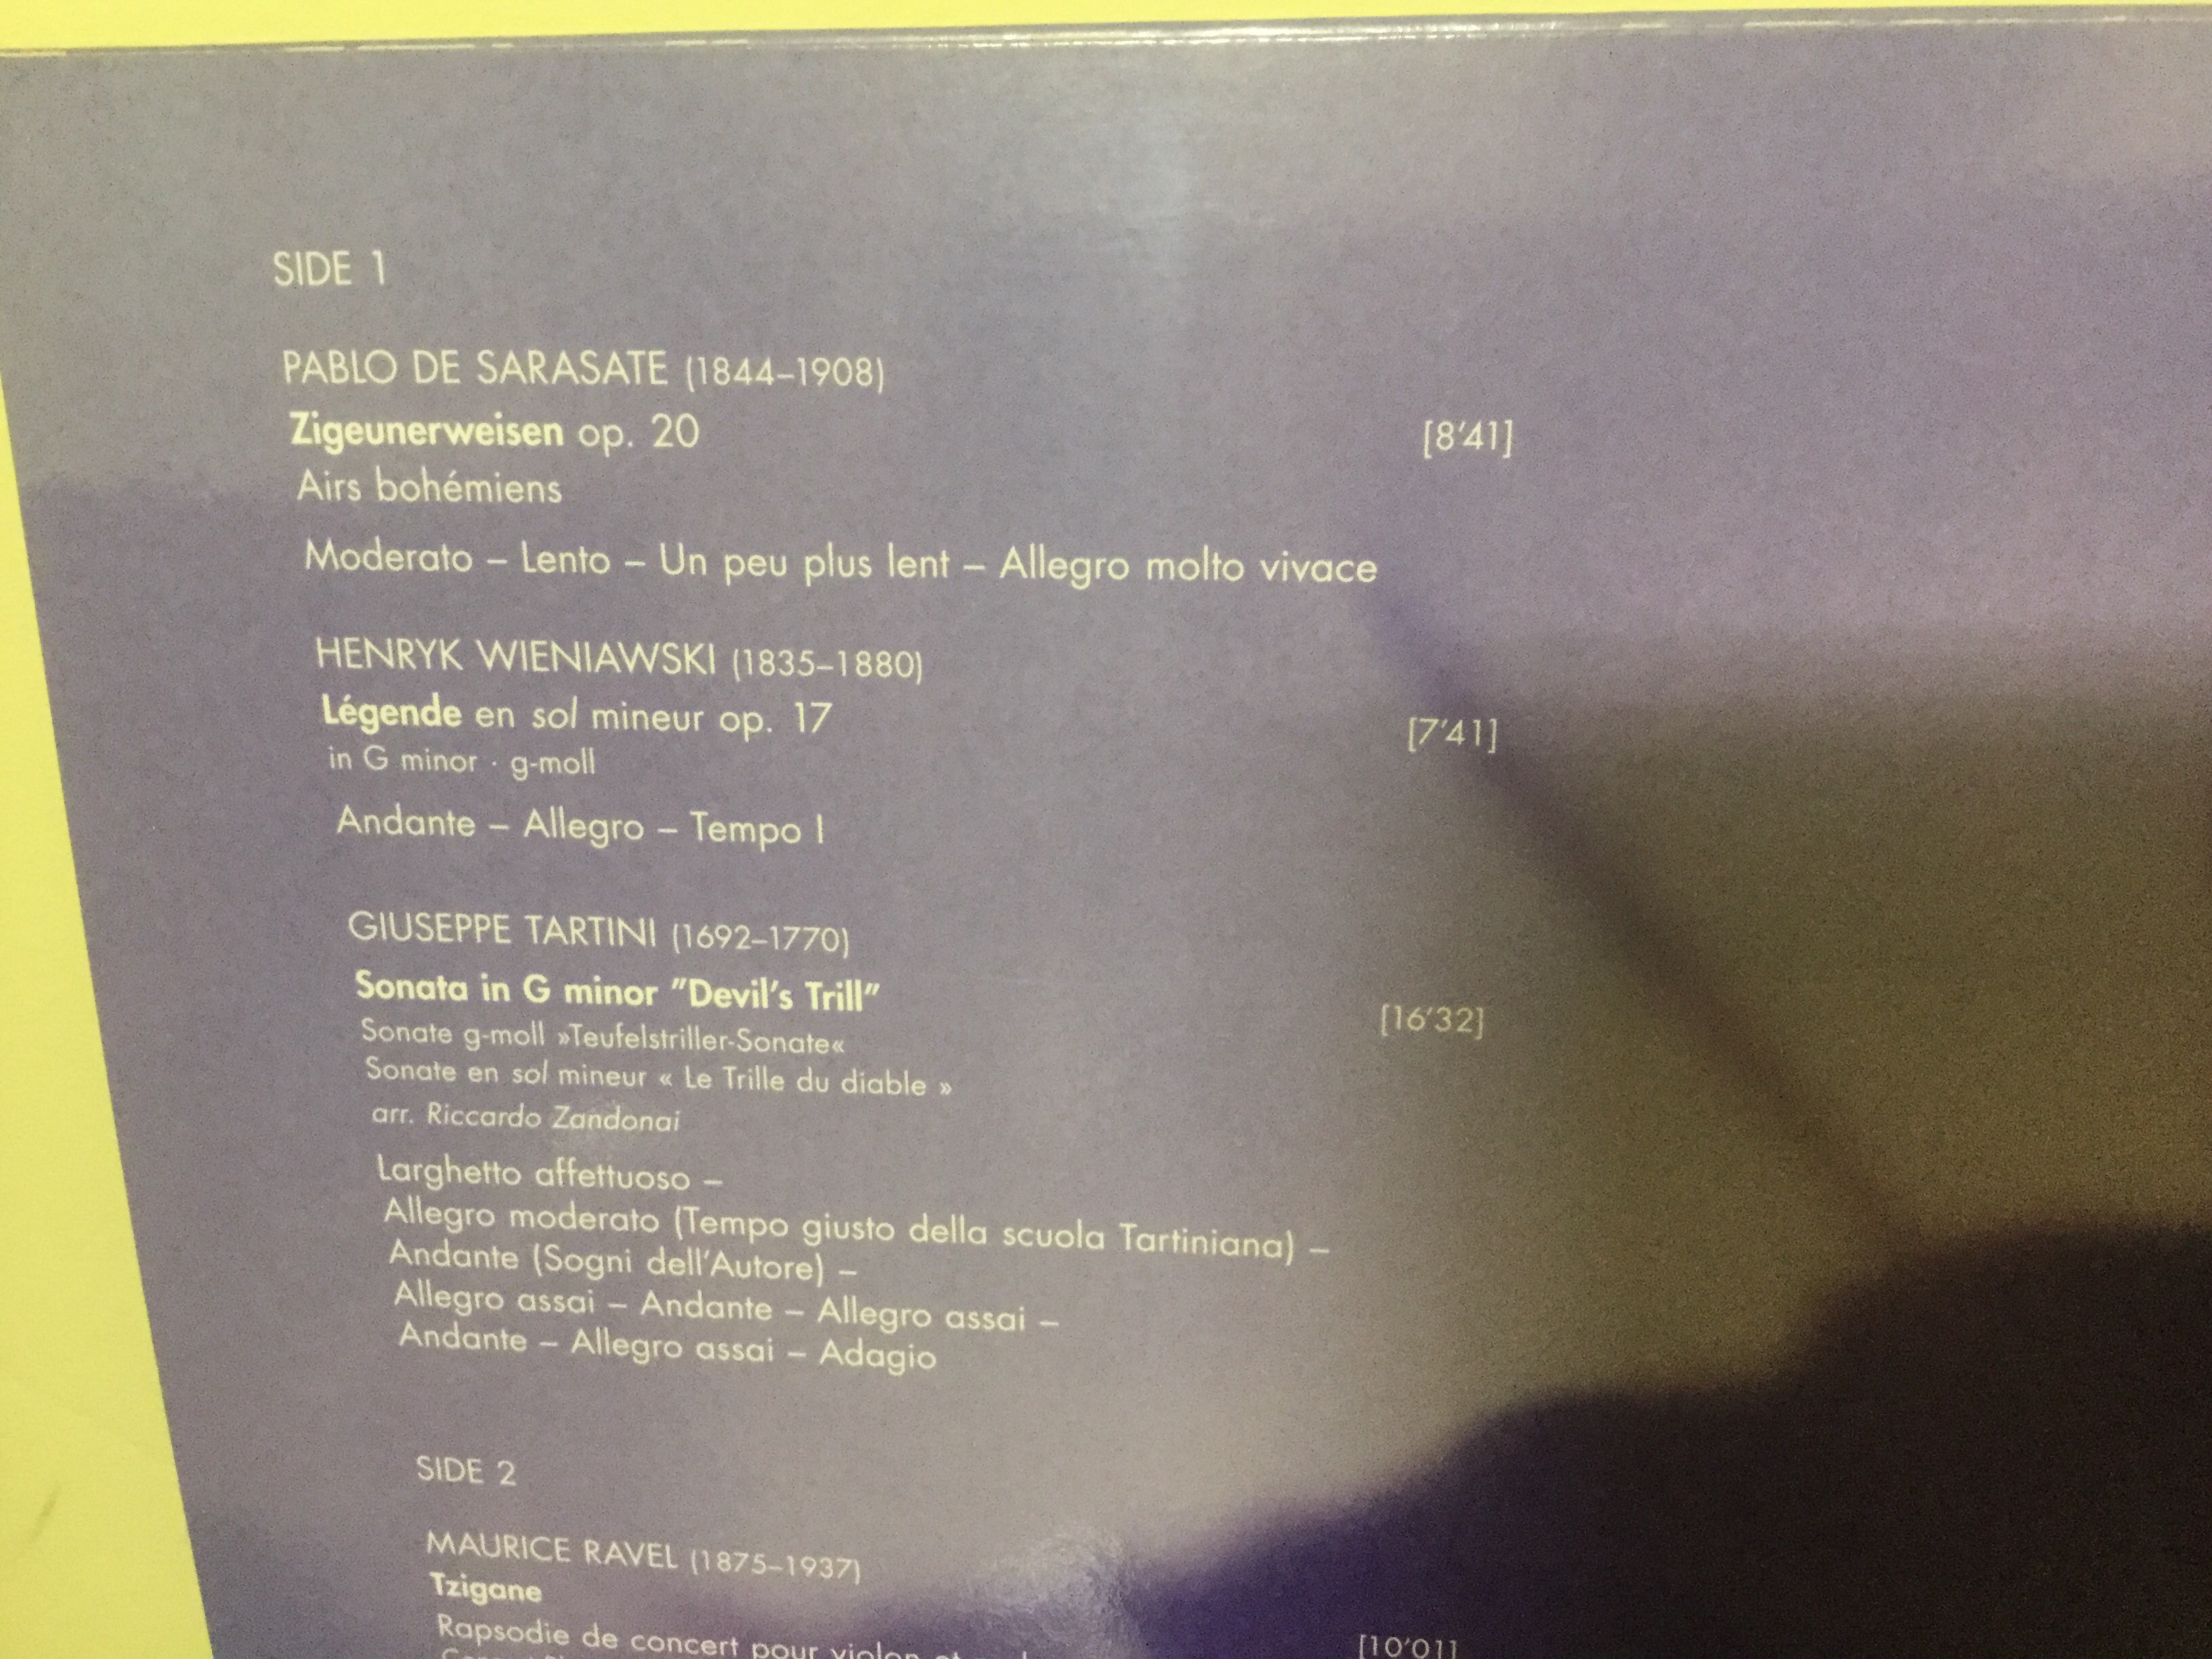 SIDE 1
PABLO DE SARASATE (1844–1908)
Zigeunerweisen op. 20 [8'41]
Airs bohémiens
Moderato – Lento – Un peu plus lent – Allegro molto vivace
HENRYK WIENIAWSKI (1835–1880)
Légende en sol mineur op. 17 [7'41]
in G minor · g-moll
Andante – Allegro – Tempo I
GIUSEPPE TARTINI (1692–1770)
Sonata in G minor "Devil's Trill" [16'32]
Sonate g-moll »Teufelstriller-Sonate«
Sonate en sol mineur « Le Trille du diable »
arr. Riccardo Zandonai
Larghetto affettuoso –
Allegro moderato (Tempo giusto della scuola Tartiniana) –
Andante (Sogni dell'Autore) –
Allegro assai – Andante – Allegro assai –
Andante – Allegro assai – Adagio
SIDE 2
MAURICE RAVEL (1875–1937)
Tzigane
Rapsodie de concert pour violon et [10'01]